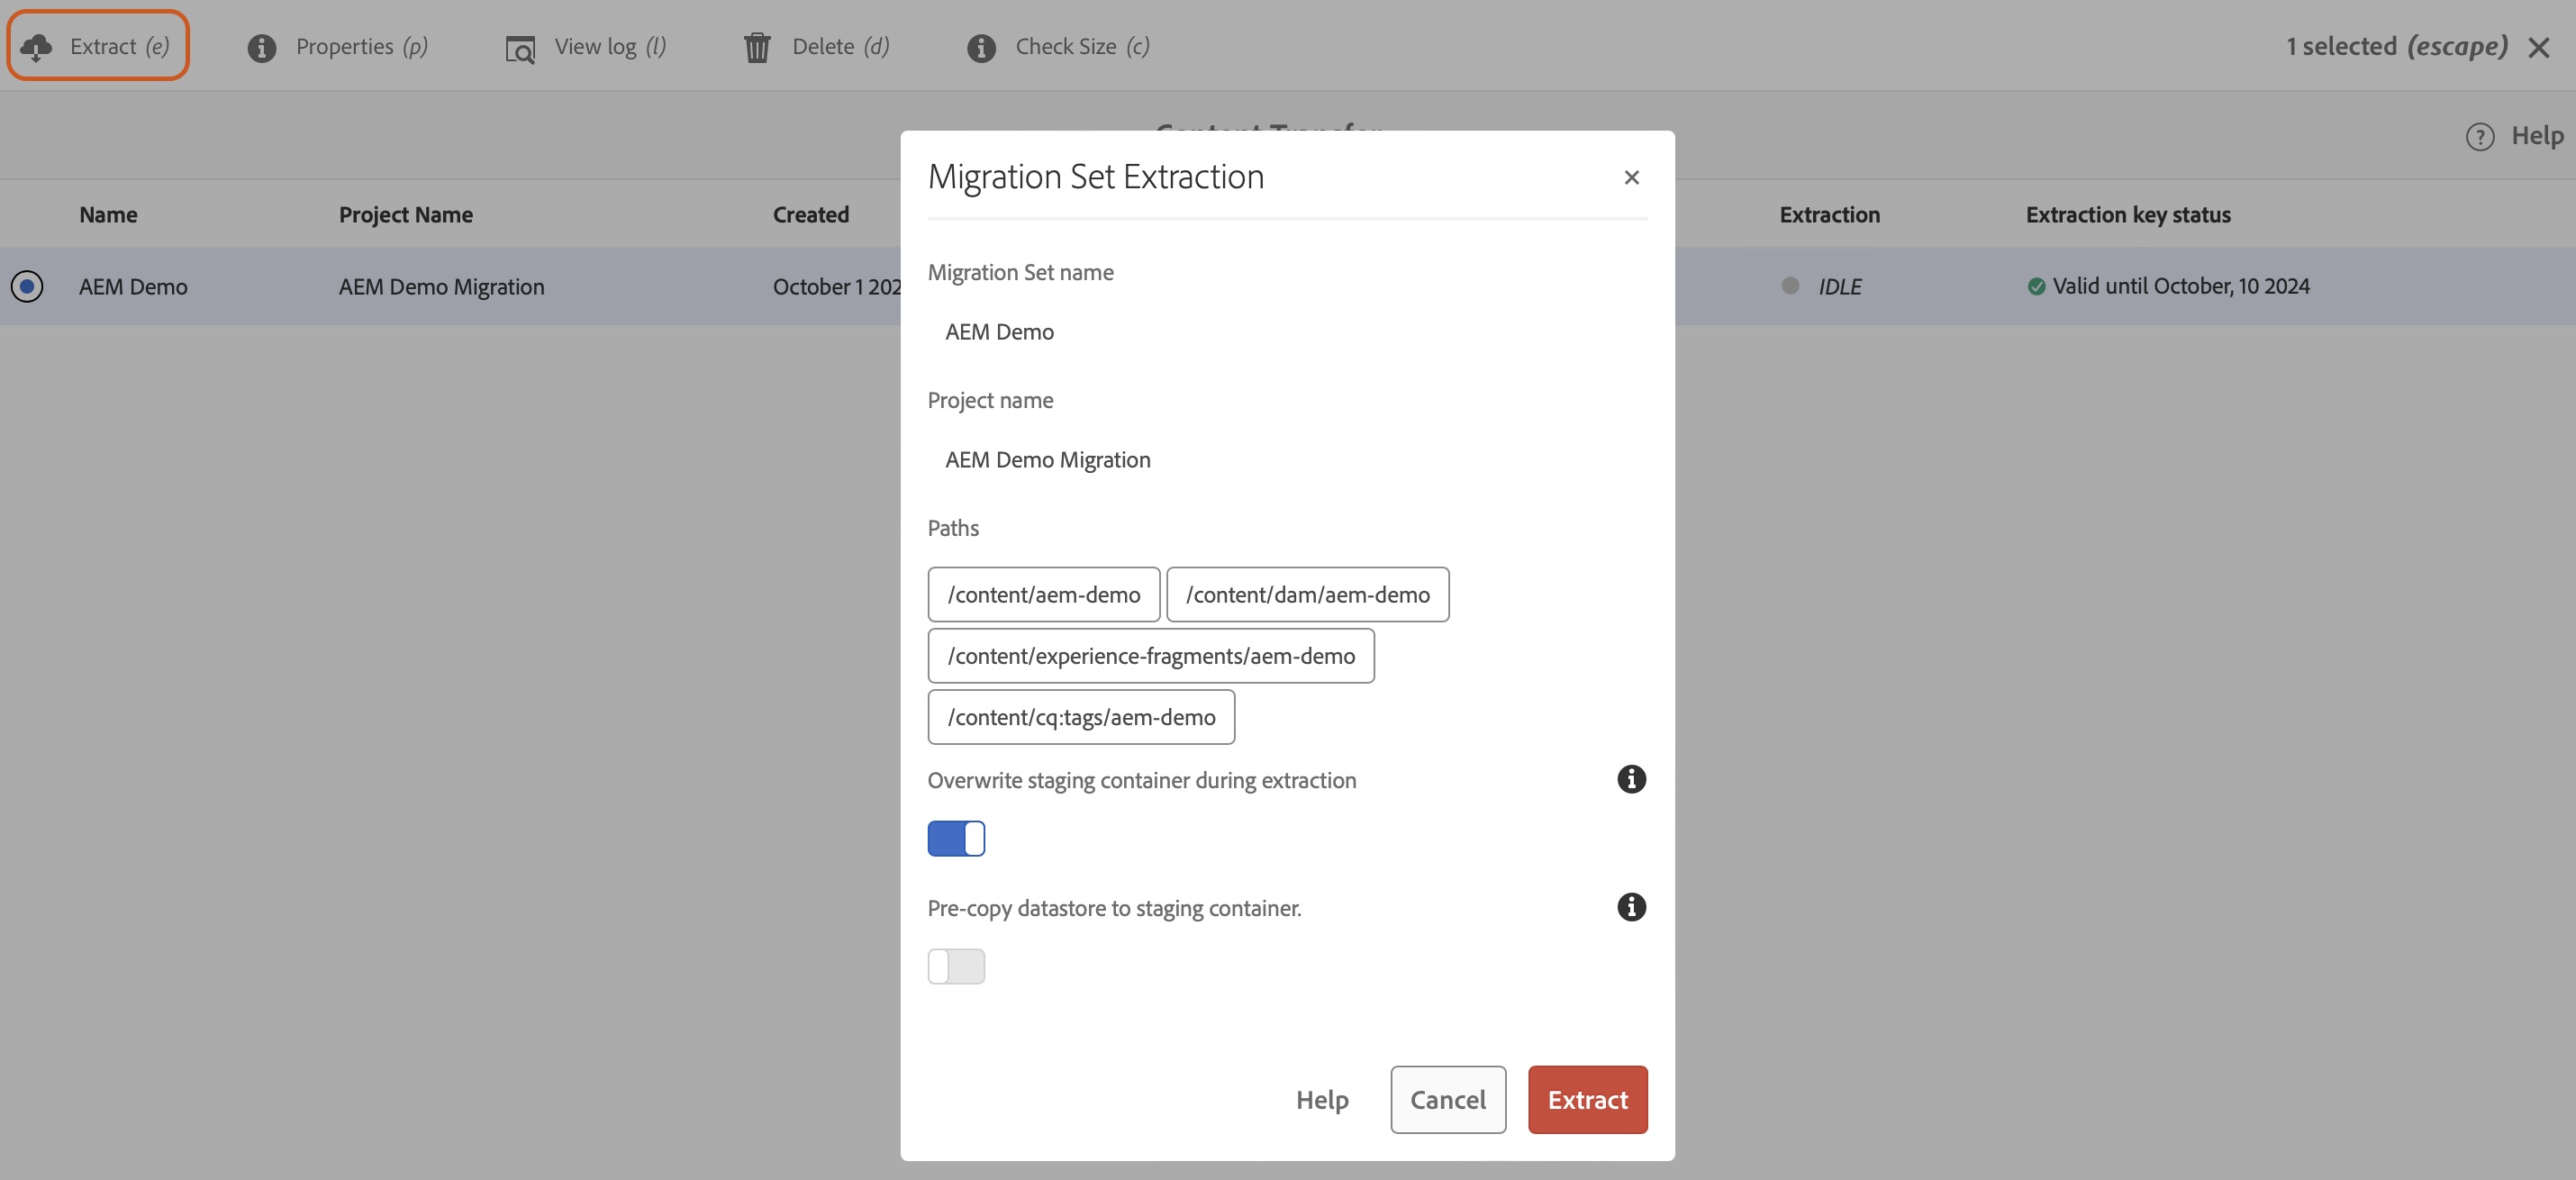 Extract (e) Properties (p) View log (l) Delete (d) Check Size (c) 1 selected (escape)
Content Transfer Help
Migration Set Extraction
Name Project Name Created Extraction Extraction key status
AEM Demo AEM Demo Migration October 1 202 IDLE Valid until October, 10 2024
Migration Set name
AEM Demo
Project name
AEM Demo Migration
Paths
/content/aem-demo /content/dam/aem-demo
/content/experience-fragments/aem-demo
/content/cq:tags/aem-demo
Overwrite staging container during extraction
Pre-copy datastore to staging container.
Help Cancel Extract